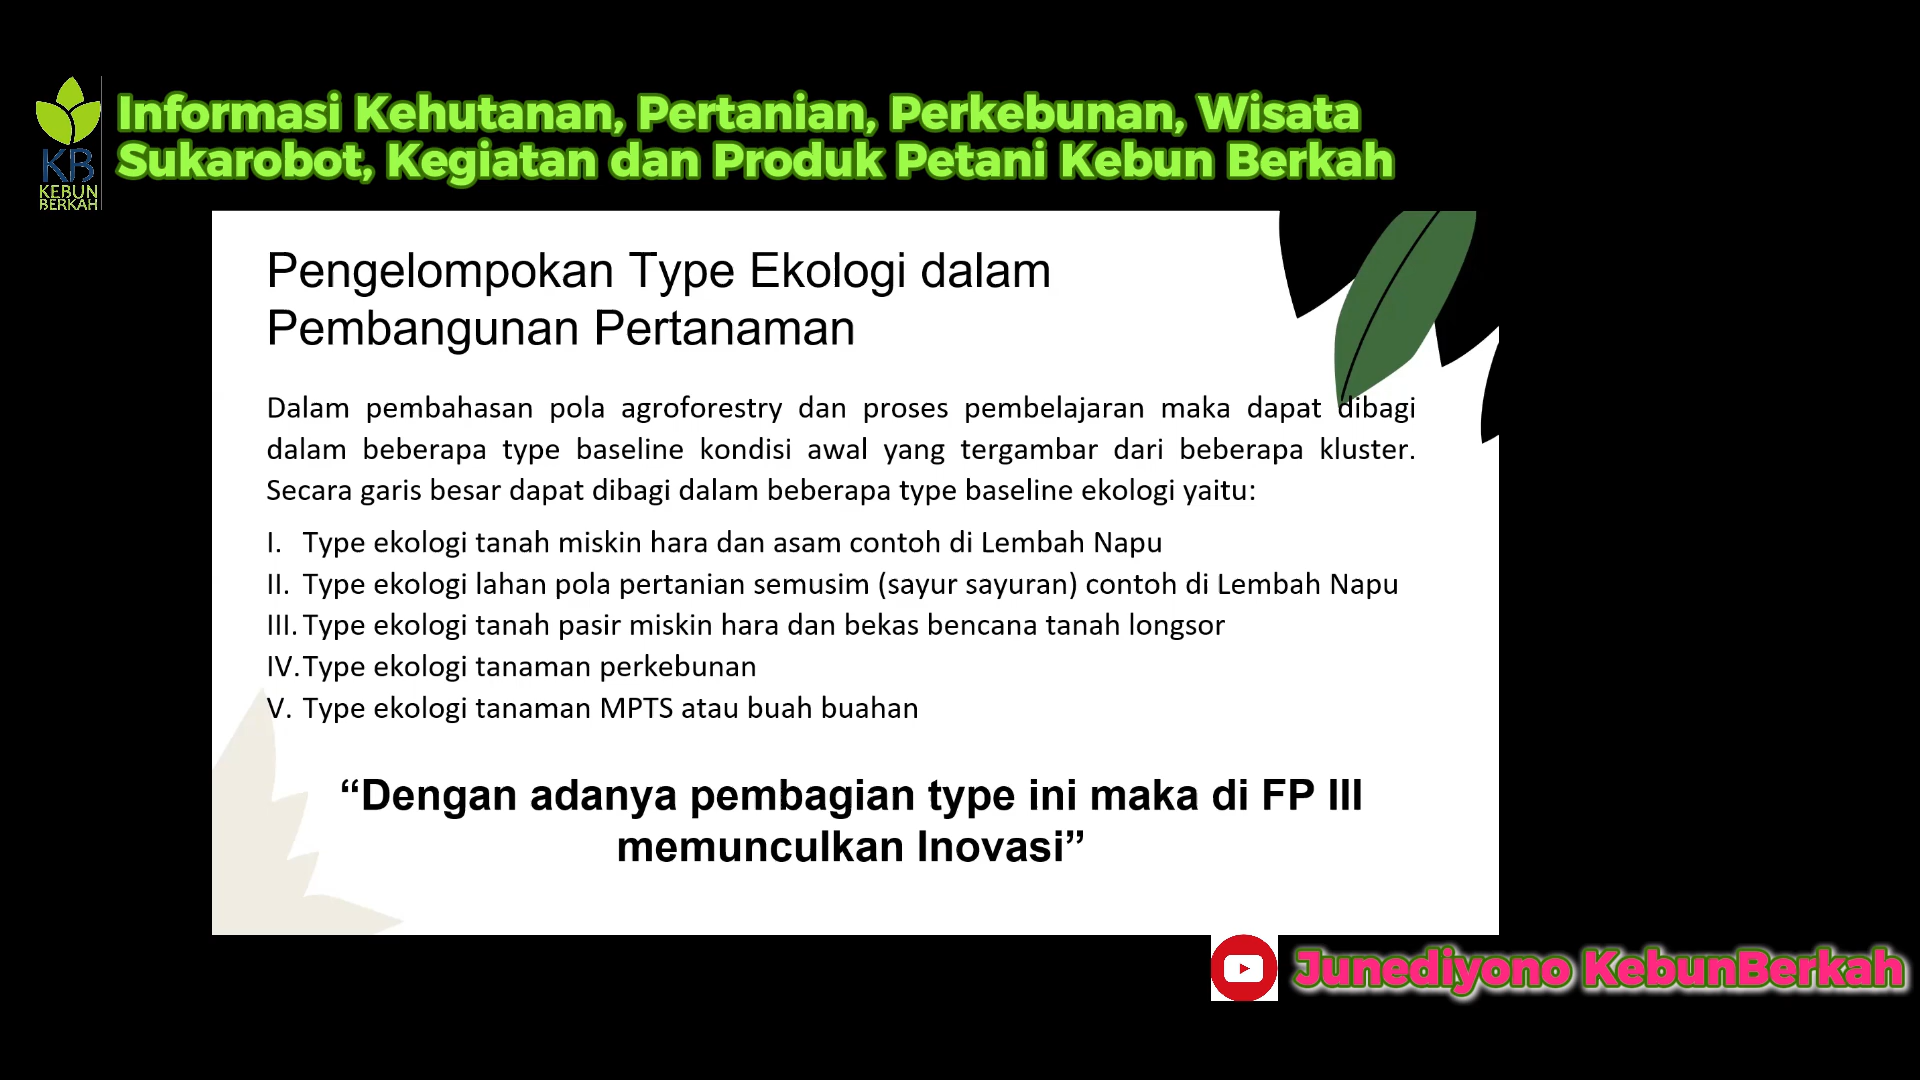 Informasi Kehutanan, Pertanian, Perkebunan, Wisata
Sukarobot, Kegiatan dan Produk Petani Kebun Berkah
KB
KEBUN
BERKAH
Pengelompokan Type Ekologi dalam
Pembangunan Pertanaman
Dalam pembahasan pola agroforestry dan proses pembelajaran maka dapat dibagi
dalam beberapa type baseline kondisi awal yang tergambar dari beberapa kluster.
Secara garis besar dapat dibagi dalam beberapa type baseline ekologi yaitu:
I. Type ekologi tanah miskin hara dan asam contoh di Lembah Napu
II. Type ekologi lahan pola pertanian semusim (sayur sayuran) contoh di Lembah Napu
III. Type ekologi tanah pasir miskin hara dan bekas bencana tanah longsor
IV. Type ekologi tanaman perkebunan
V. Type ekologi tanaman MPTS atau buah buahan
“Dengan adanya pembagian type ini maka di FP III
memunculkan Inovasi”
Junediyono KebunBerkah